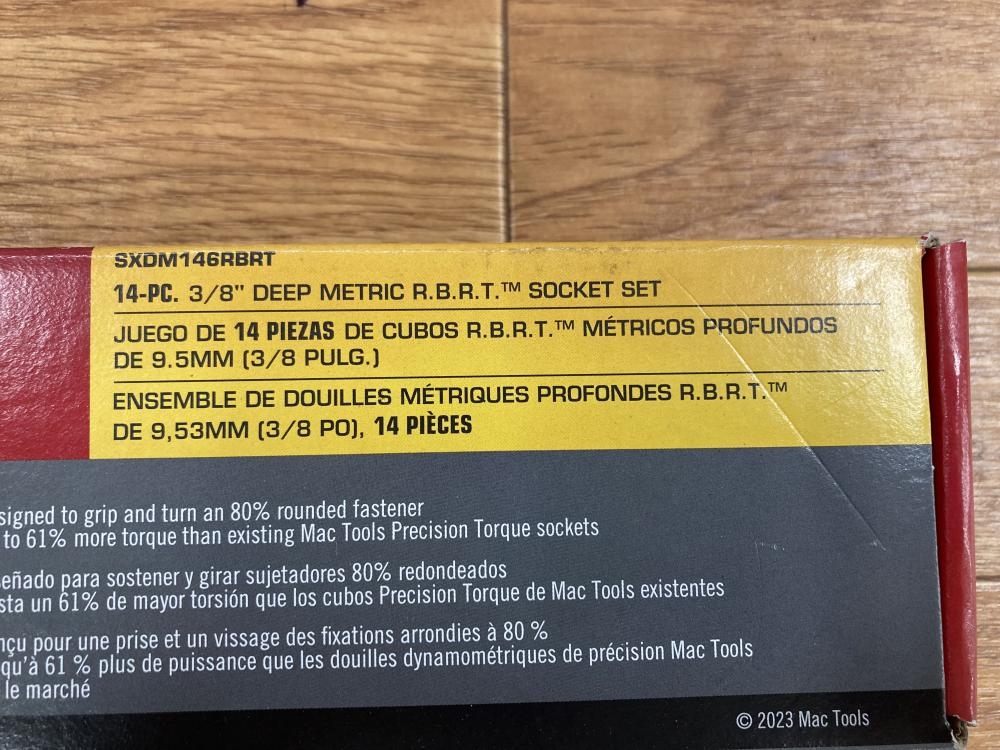 SXDM146RBRT
14-PC. 3/8" DEEP METRIC R.B.R.T.™ SOCKET SET
JUEGO DE 14 PIEZAS DE CUBOS R.B.R.T.™ MÉTRICOS PROFUNDOS
DE 9.5MM (3/8 PULG.)
ENSEMBLE DE DOUILLES MÉTRIQUES PROFONDES R.B.R.T.™
DE 9,53MM (3/8 PO), 14 PIÈCES
signed to grip and turn an 80% rounded fastener
to 61% more torque than existing Mac Tools Precision Torque sockets
eñado para sostener y girar sujetadores 80% redondeados
sta un 61% de mayor torsión que los cubos Precision Torque de Mac Tools existentes
nçu pour une prise et un vissage des fixations arrondies à 80 %
qu'à 61 % plus de puissance que les douilles dynamométriques de précision Mac Tools
le marché
© 2023 Mac Tools